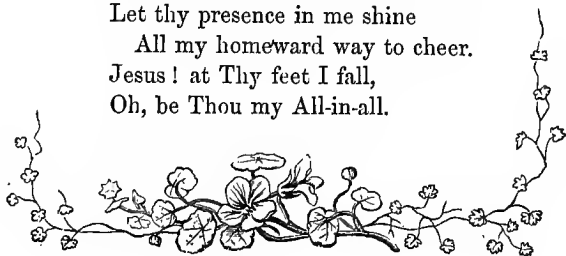 Let thy presence in me shine
All my homeward way to cheer.
Jesus! at Thy feet I fall,
Oh, be Thou my All-in-all.